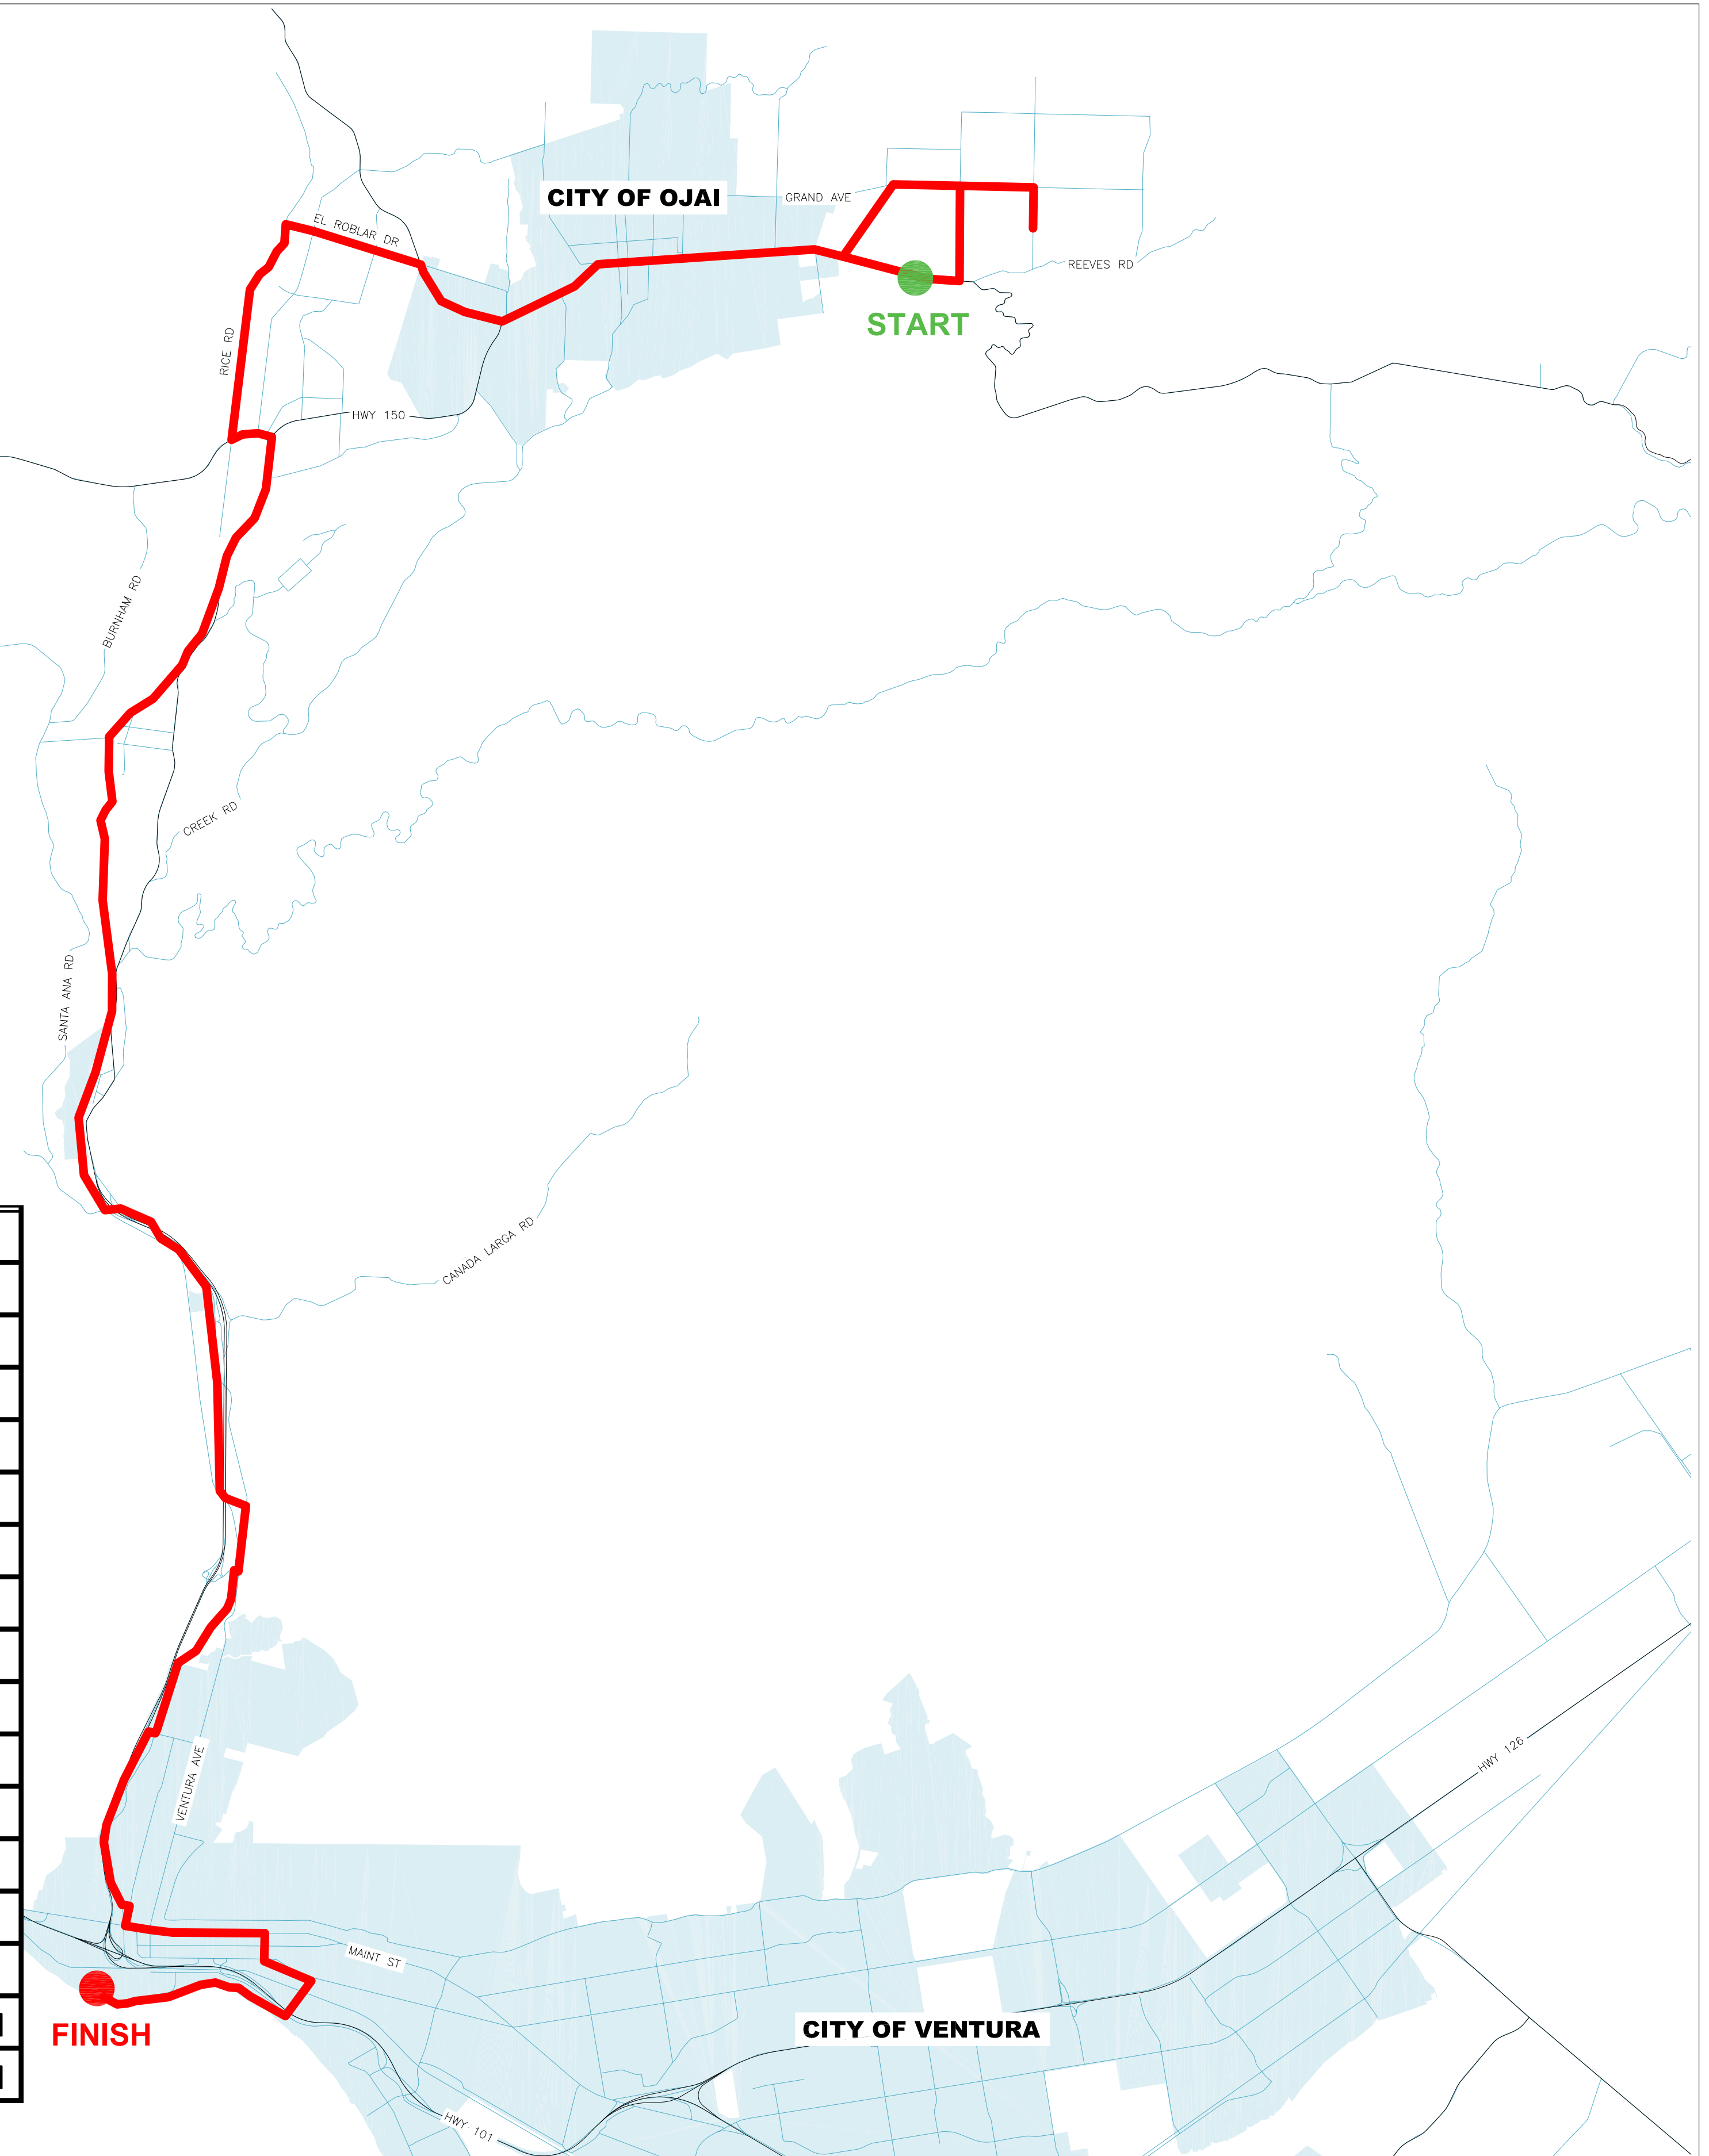 CITY OF OJAI
GRAND AVE
EL ROBLAR DR
REEVES RD
START
RICE RD
HWY 150
BURNHAM RD
CREEK RD
SANTA ANA RD
CANADA LARGA RD
VENTURA AVE
HWY 126
MAINT ST
FINISH
CITY OF VENTURA
HWY 101